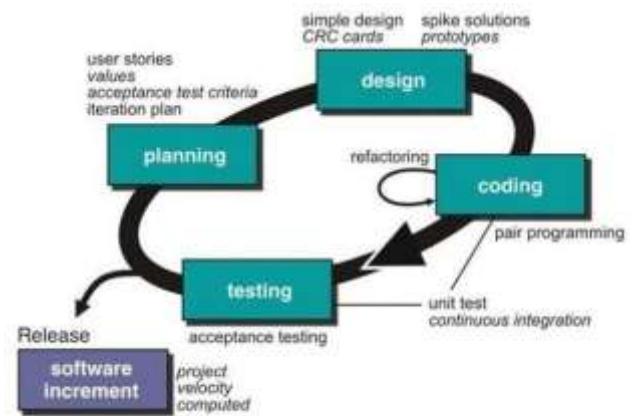 simple design
CRC cards
spike solutions
prototypes
user stories
values
acceptance test criteria
iteration plan
design
planning
refactoring
coding
pair programming
testing
unit test
continuous integration
acceptance testing
Release
software
increment
project
velocity
computed